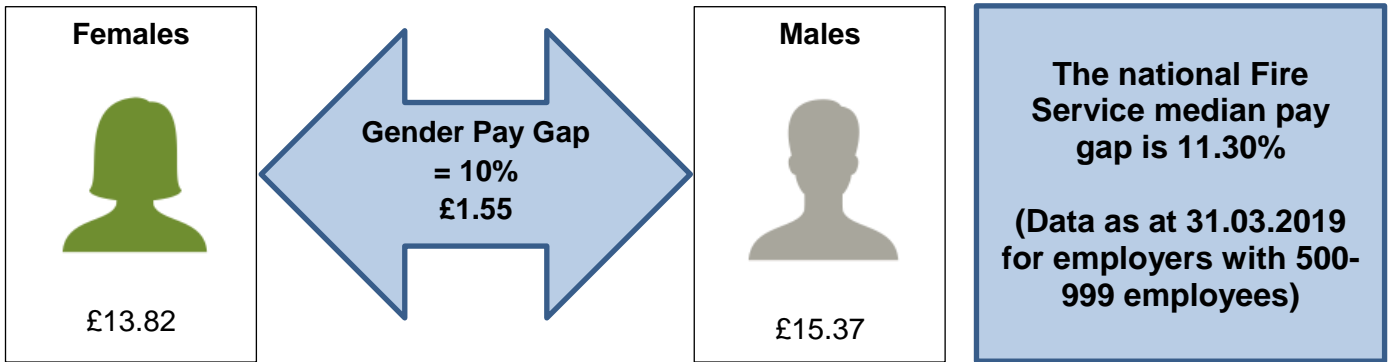 Females
£13.82
Gender Pay Gap
= 10%
£1.55
Males
£15.37
The national Fire
Service median pay
gap is 11.30%
(Data as at 31.03.2019
for employers with 500-
999 employees)